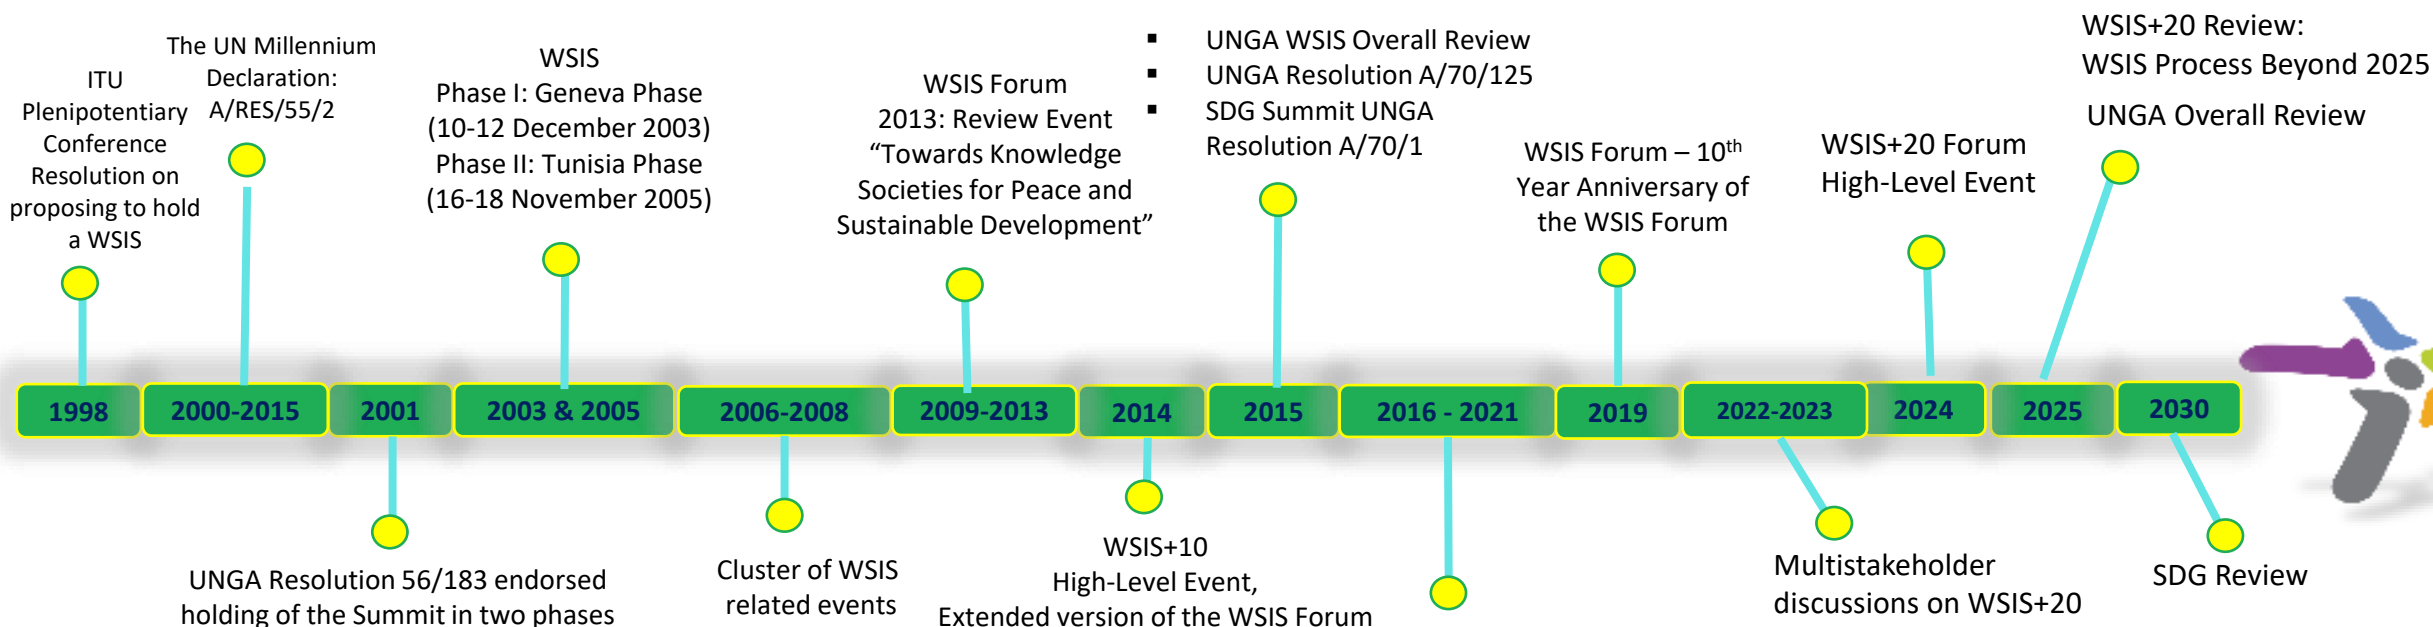 ITU
Plenipotentiary
Conference
Resolution on
proposing to hold
a WSIS
The UN Millennium
Declaration:
A/RES/55/2
WSIS
Phase I: Geneva Phase
(10-12 December 2003)
Phase II: Tunisia Phase
(16-18 November 2005)
WSIS Forum
2013: Review Event
“Towards Knowledge
Societies for Peace and
Sustainable Development”
▪ UNGA WSIS Overall Review
▪ UNGA Resolution A/70/125
▪ SDG Summit UNGA
Resolution A/70/1
WSIS Forum – 10th
Year Anniversary of
the WSIS Forum
WSIS+20 Forum
High-Level Event
WSIS+20 Review:
WSIS Process Beyond 2025
UNGA Overall Review
1998
2000-2015
2001
2003 & 2005
2006-2008
2009-2013
2014
2015
2016 - 2021
2019
2022-2023
2024
2025
2030
UNGA Resolution 56/183 endorsed
holding of the Summit in two phases
Cluster of WSIS
related events
WSIS+10
High-Level Event,
Extended version of the WSIS Forum
Multistakeholder
discussions on WSIS+20
SDG Review